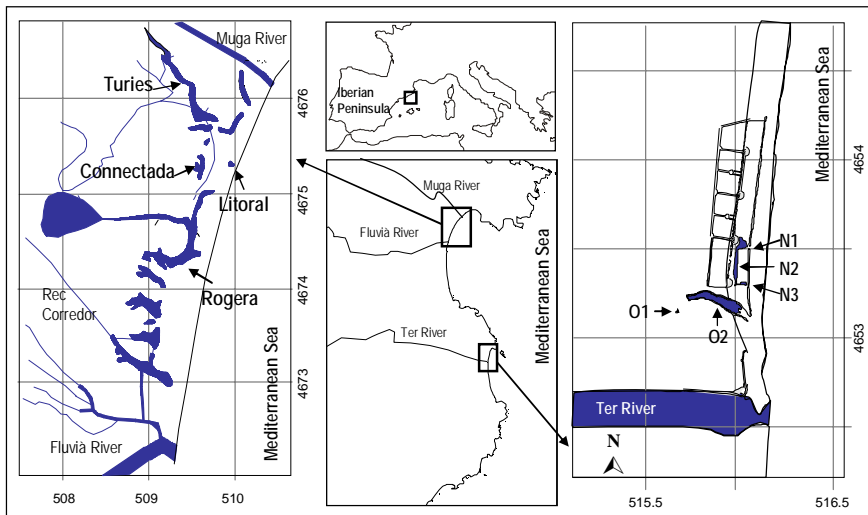 Muga River
Turies
Connectada
Litoral
Rogera
Rec
Corredor
Fluvià River
Mediterranean Sea
4676
4675
4674
4673
508
509
510
Iberian
Peninsula
Muga River
Fluvià River
Ter River
Mediterranean Sea
Mediterranean Sea
4654
4653
N1
N2
N3
O1
O2
Ter River
N
515.5
516.5